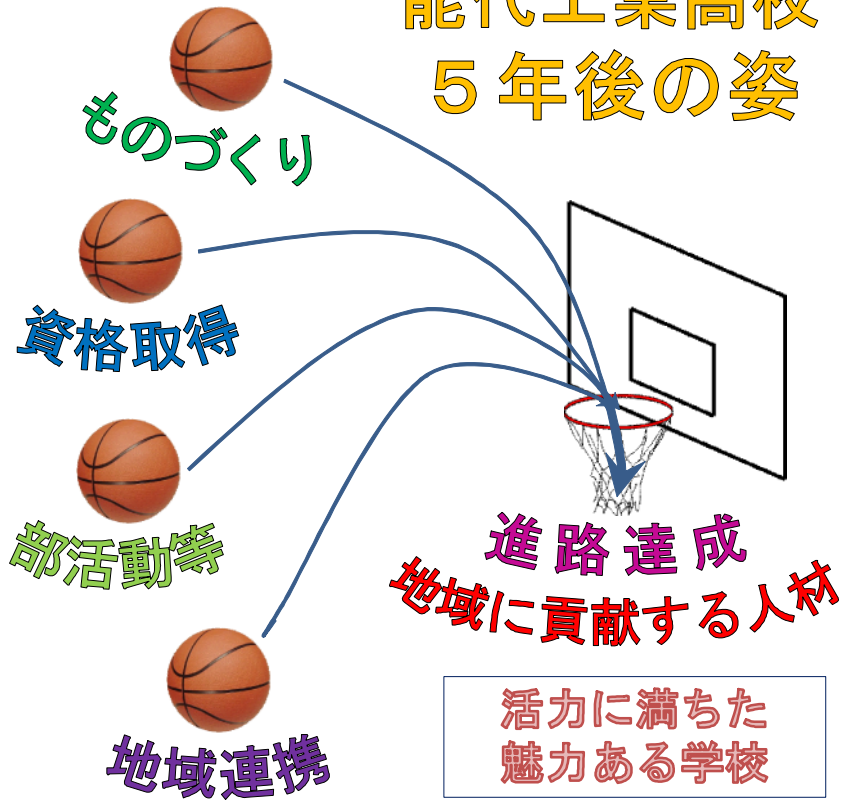 能代工業高校
５年後の姿
ものづくり
資格取得
部活動等
地域連携
進路達成
地域に貢献する人材
活力に満ちた
魅力ある学校